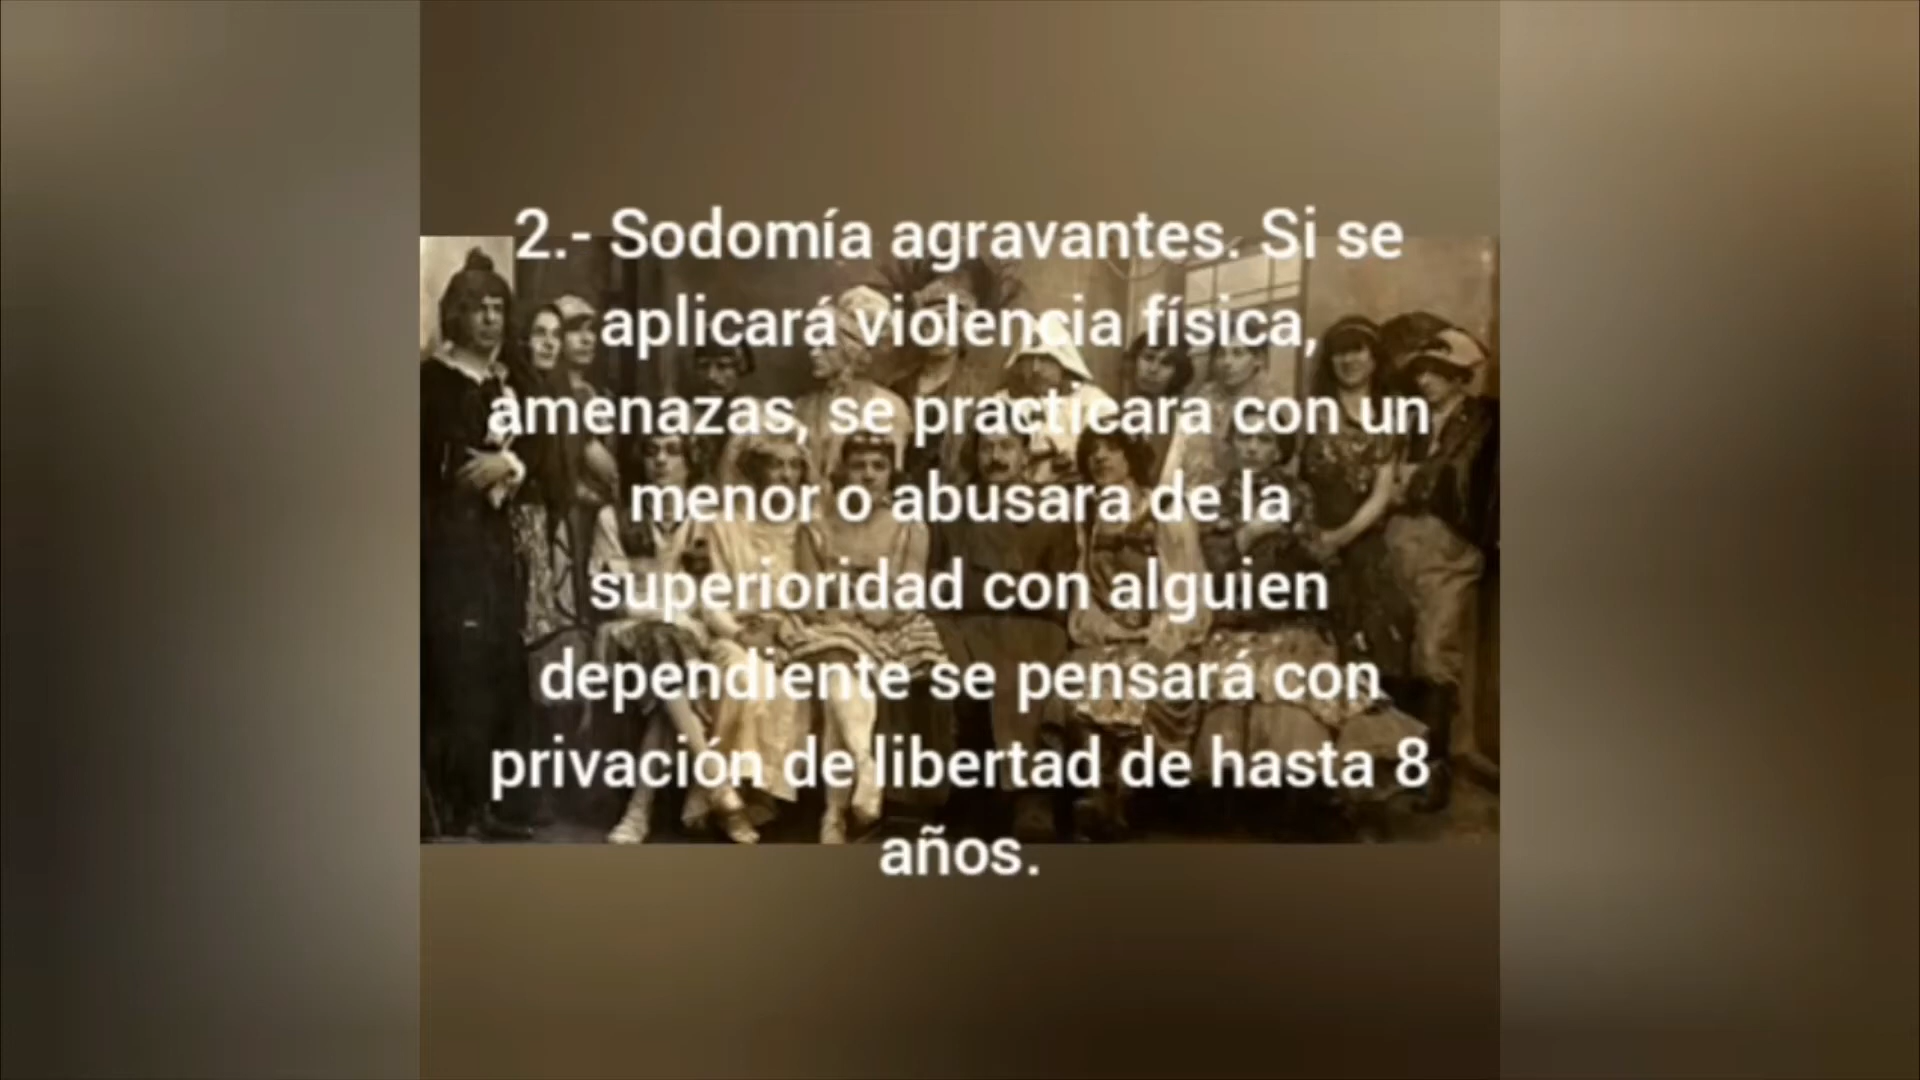 2.- Sodomía agravantes. Si se
aplicará violencia física,
amenazas, se practicara con un
menor o abusara de la
superioridad con alguien
dependiente se pensará con
privación de libertad de hasta 8
años.